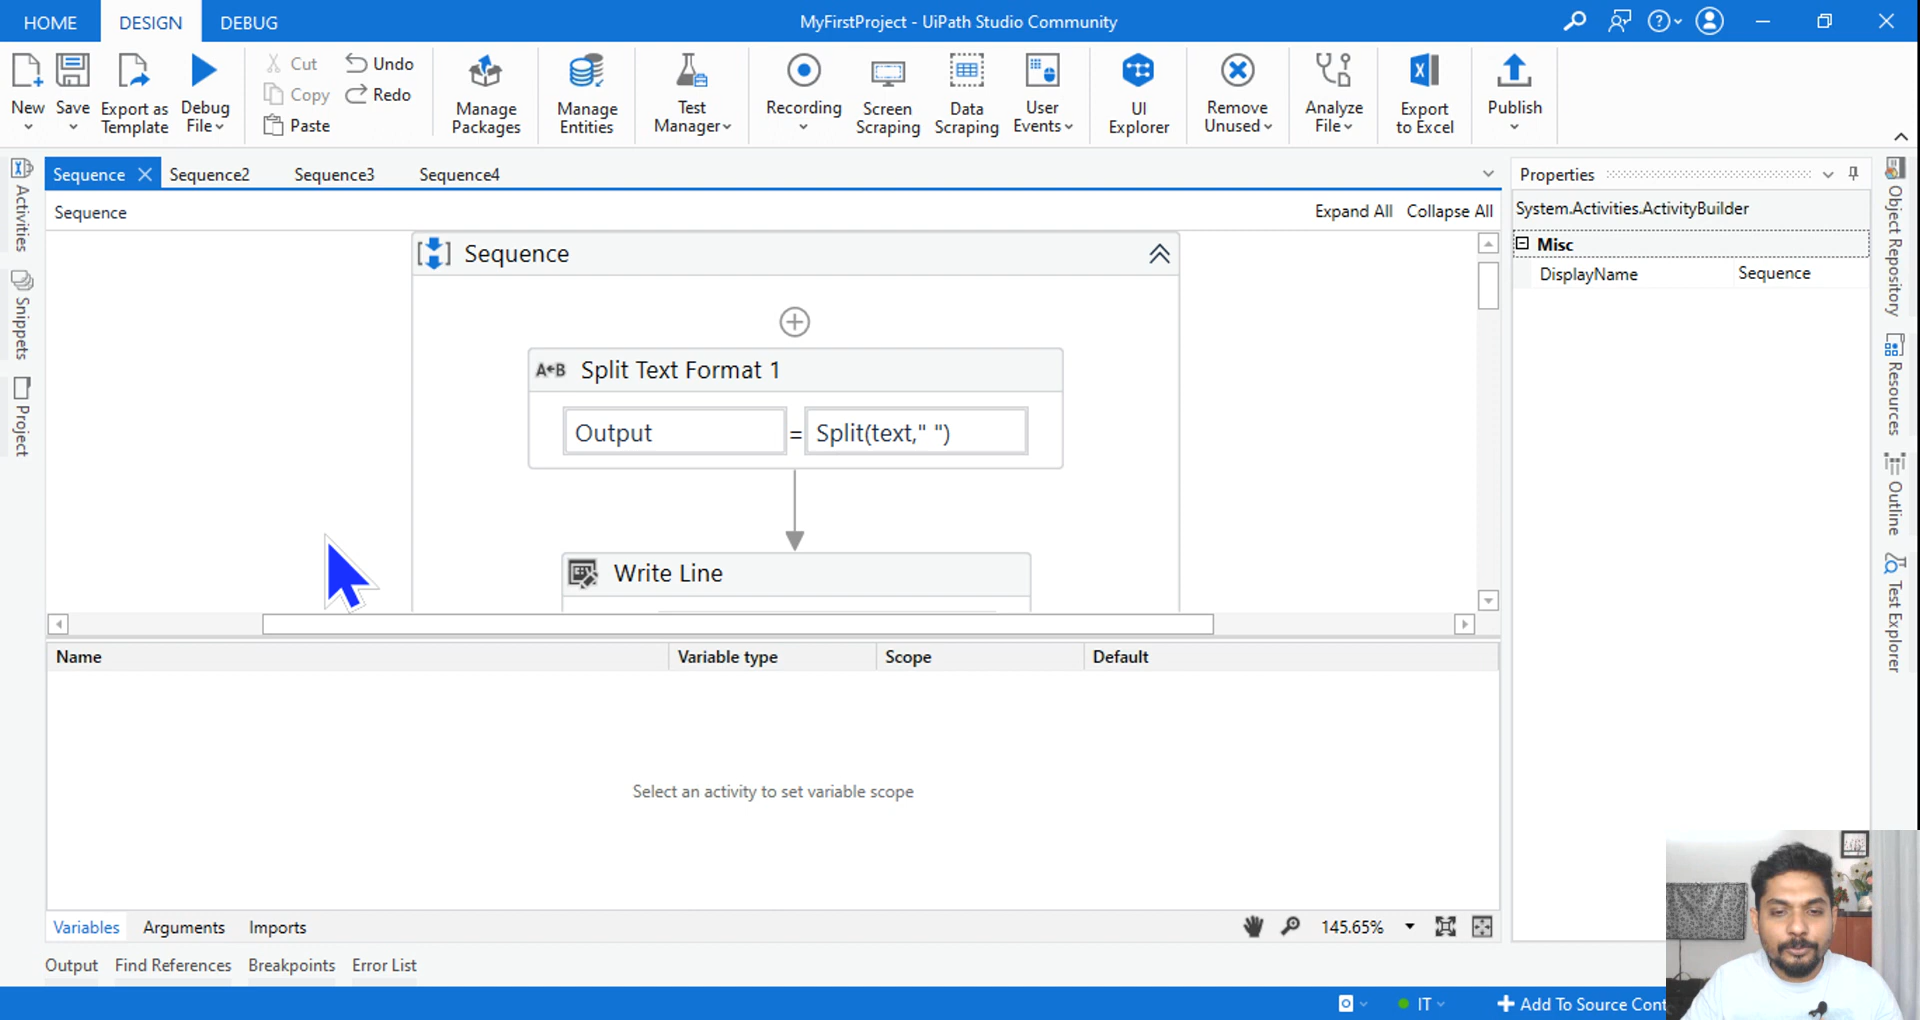 HOME DESIGN DEBUG MyFirstProject - UiPath Studio Community
New Save Export as Template Debug File Cut Copy Paste Undo Redo Manage Packages Manage Entities Test Manager Recording Screen Scraping Data Scraping User Events UI Explorer Remove Unused Analyze File Export to Excel Publish
Sequence Sequence2 Sequence3 Sequence4
Sequence Expand All Collapse All
Sequence
A B Split Text Format 1
Output = Split(text," ")
Write Line
Name Variable type Scope Default
Select an activity to set variable scope
Variables Arguments Imports 145.65%
Output Find References Breakpoints Error List
IT Add To Source Cont
Activities
Snippets
Project
Properties
System.Activities.ActivityBuilder
Misc
DisplayName Sequence
Object Repository
Resources
Outline
Test Explorer